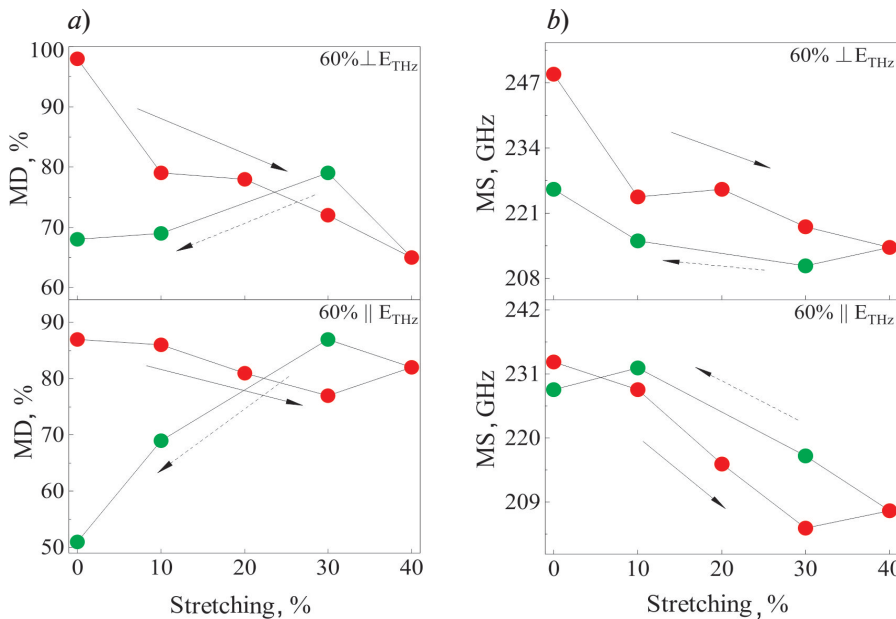 a)
100
90
80
70
60
MD, %
60%⊥E_THz
90
80
70
60
50
MD, %
60% || E_THz
0 10 20 30 40
Stretching, %
b)
247
234
221
208
MS, GHz
60% ⊥E_THz
242
231
220
209
MS, GHz
60% || E_THz
0 10 20 30 40
Stretching, %